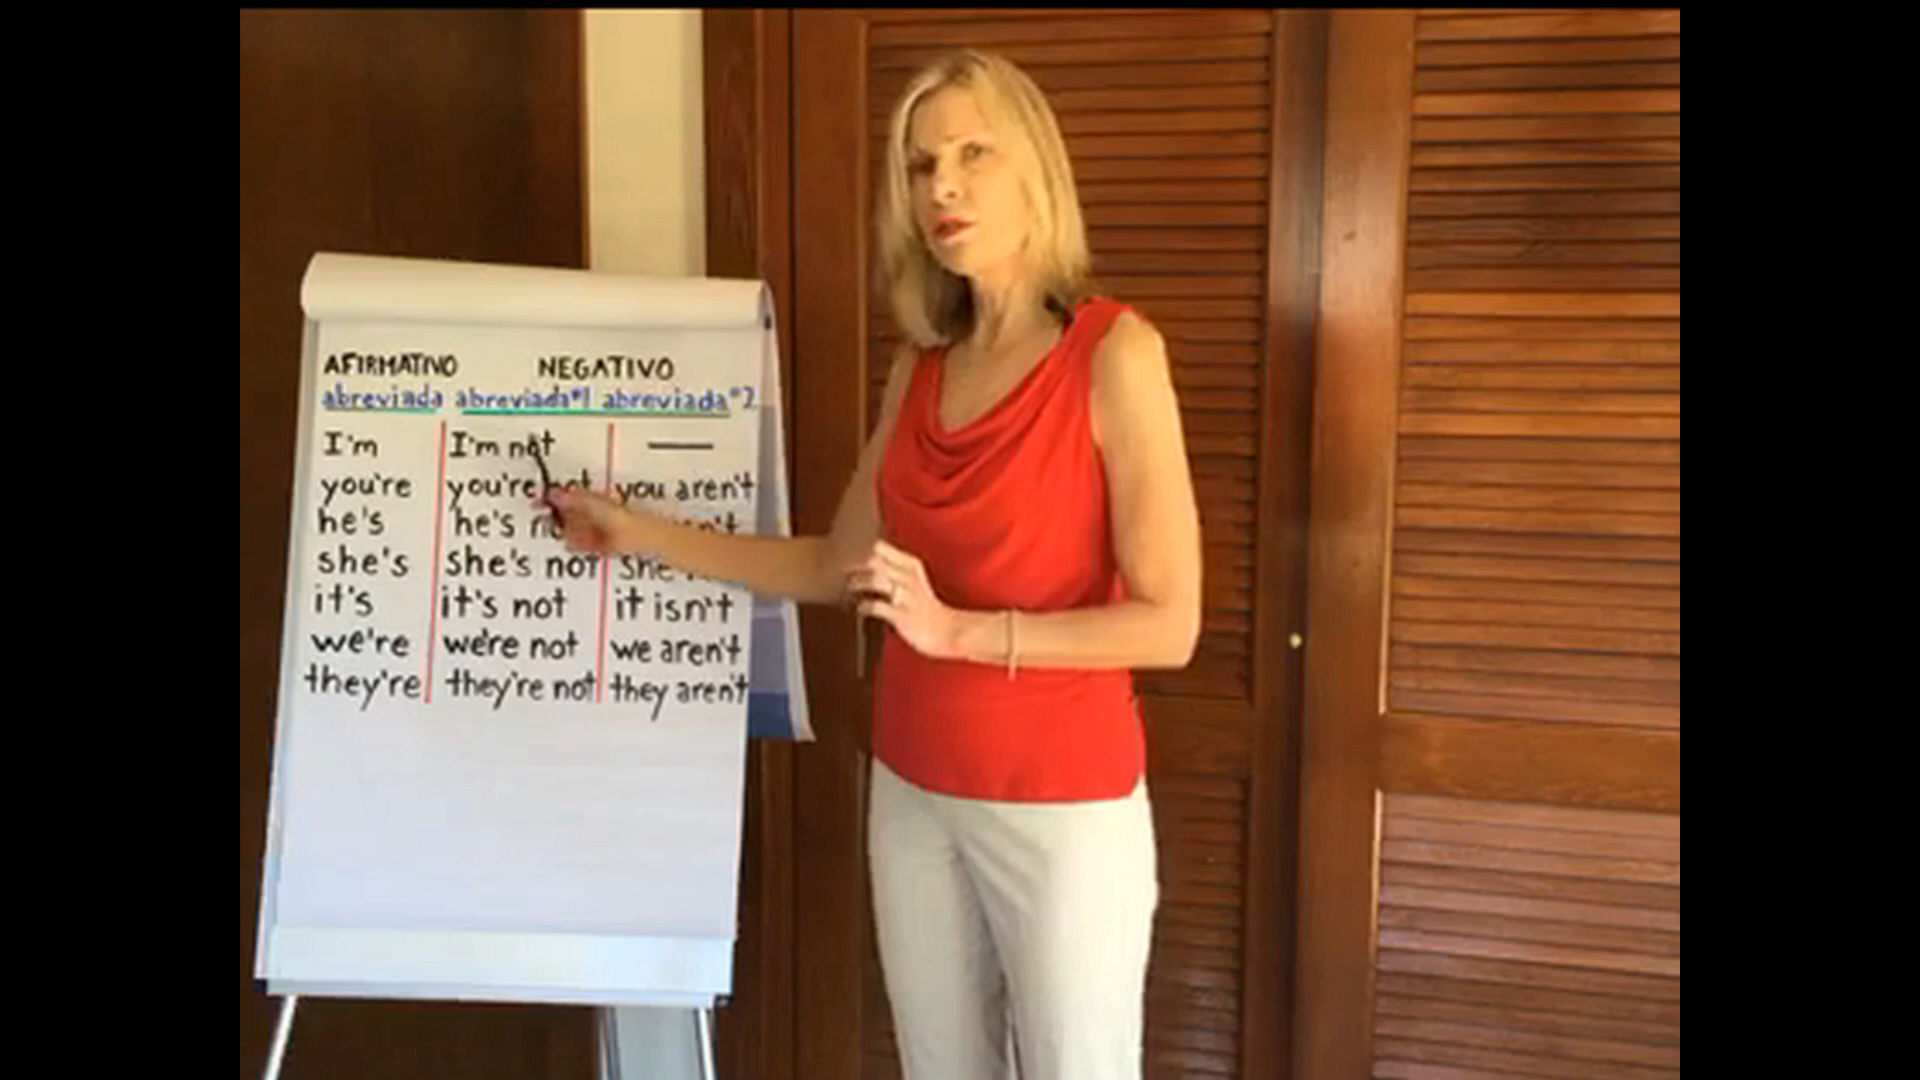 AFIRMATIVO NEGATIVO
abreviada abreviada#1 abreviada#2
I'm I'm not —
you're you're not you aren't
he's he's
she's she's not she
it's it's not it isn't
we're we're not we aren't
they're they're not they aren't